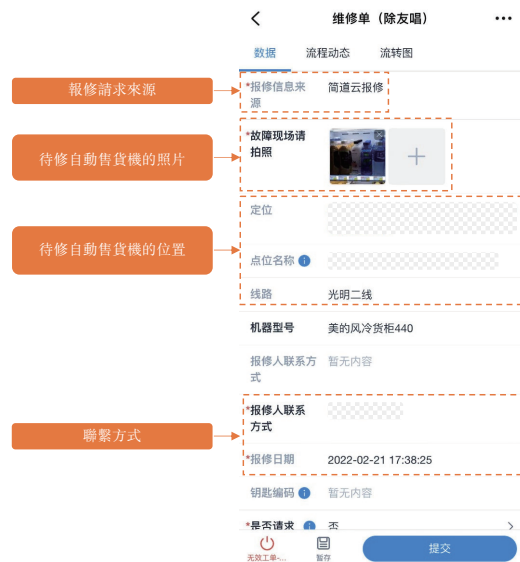 维修单（除友唱）
数据 流程动态 流转图
報修請求來源
*报修信息来源 简道云报修
待修自動售貨機的照片
*故障现场请拍照
待修自動售貨機的位置
定位
点位名称
线路 光明二线
机器型号 美的风冷货柜440
报修人联系方式 暂无内容
聯繫方式
*报修人联系方式
*报修日期 2022-02-21 17:38:25
钥匙编码 暂无内容
*是否请求 否
无效工单-... 暂存 提交